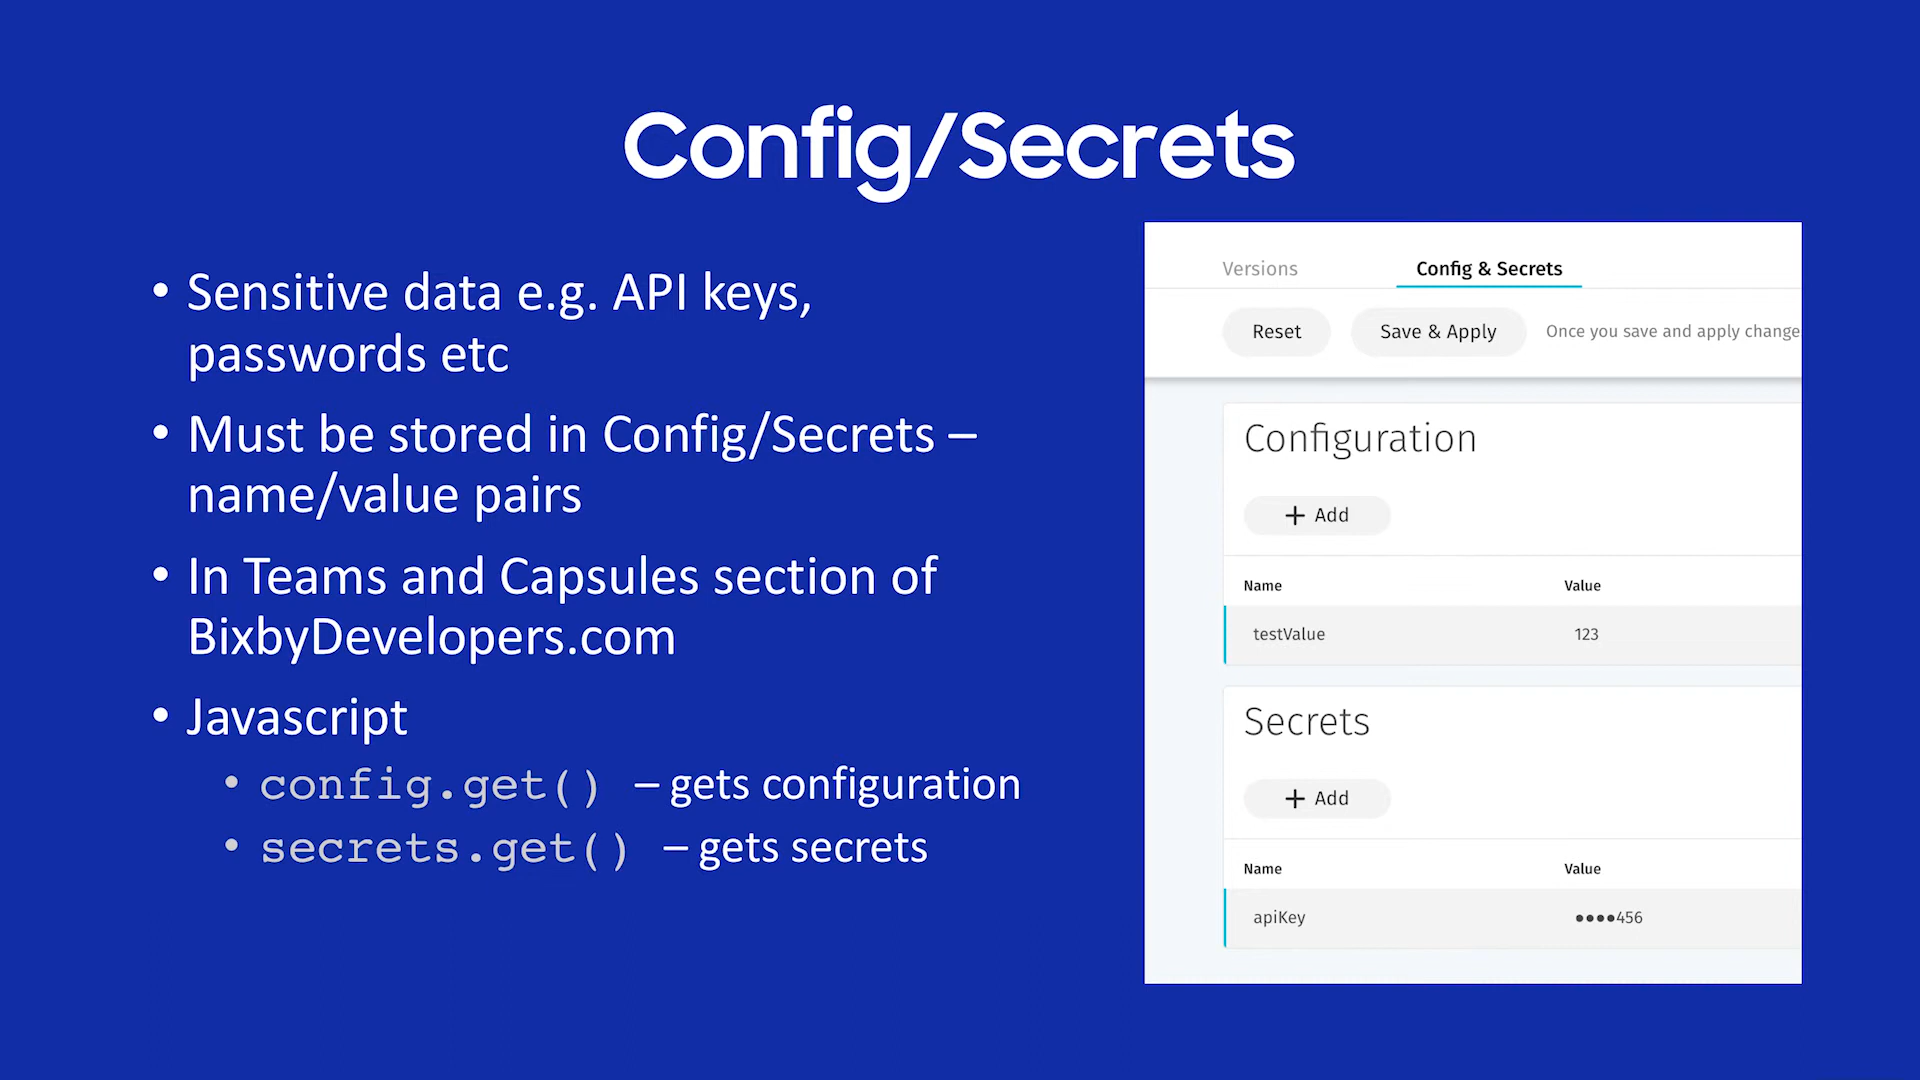 Config/Secrets
• Sensitive data e.g. API keys,
passwords etc
• Must be stored in Config/Secrets –
name/value pairs
• In Teams and Capsules section of
BixbyDevelopers.com
• Javascript
• config.get() – gets configuration
• secrets.get() – gets secrets
Versions Config & Secrets
Reset Save & Apply Once you save and apply change
Configuration
+ Add
Name Value
testValue 123
Secrets
+ Add
Name Value
apiKey ●●●●456